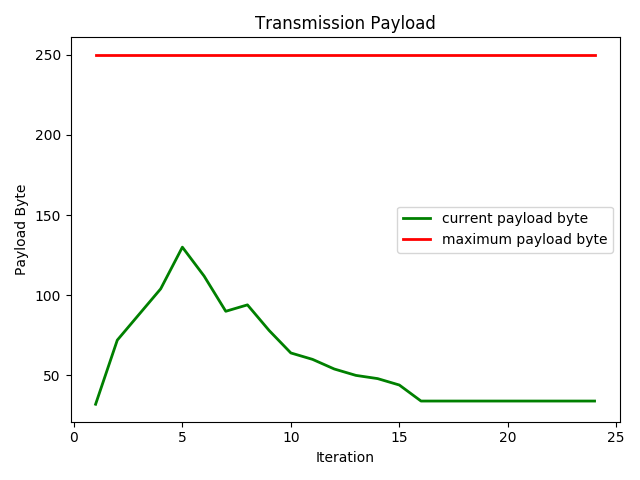 Transmission Payload
250
200
150
100
50
Payload Byte
current payload byte
maximum payload byte
0 5 10 15 20 25
Iteration